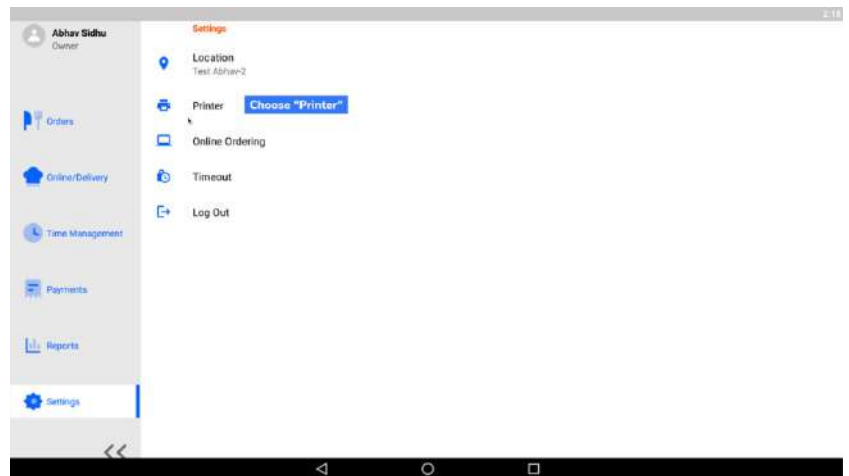 2:18
Abhav Sidhu
Owner
Orders
Online/Delivery
Time Management
Payments
Reports
Settings
Settings
Location
Test Abhav-2
Printer
Choose "Printer"
Online Ordering
Timeout
Log Out